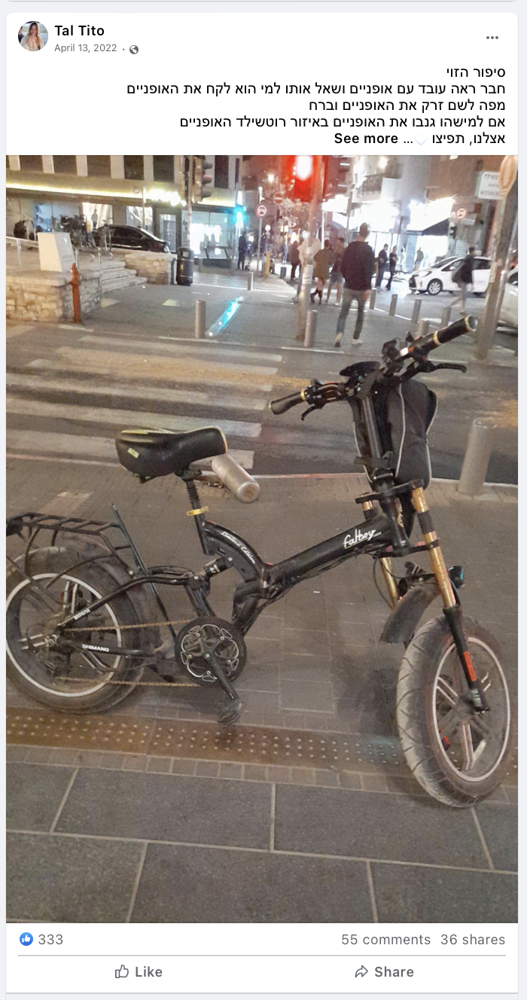 Tal Tito
April 13, 2022
סיפור הזוי
חבר ראה עובד עם אופניים ושאל אותו למי הוא לקח את האופניים
מפה לשם זרק את האופניים וברח
אם למישהו גנבו את האופניים באיזור רוטשילד האופניים
אצלנו, תפיצו 🤍... See more
fatboy
Limited Edition
SHIMANO
333
55 comments 36 shares
Like
Share